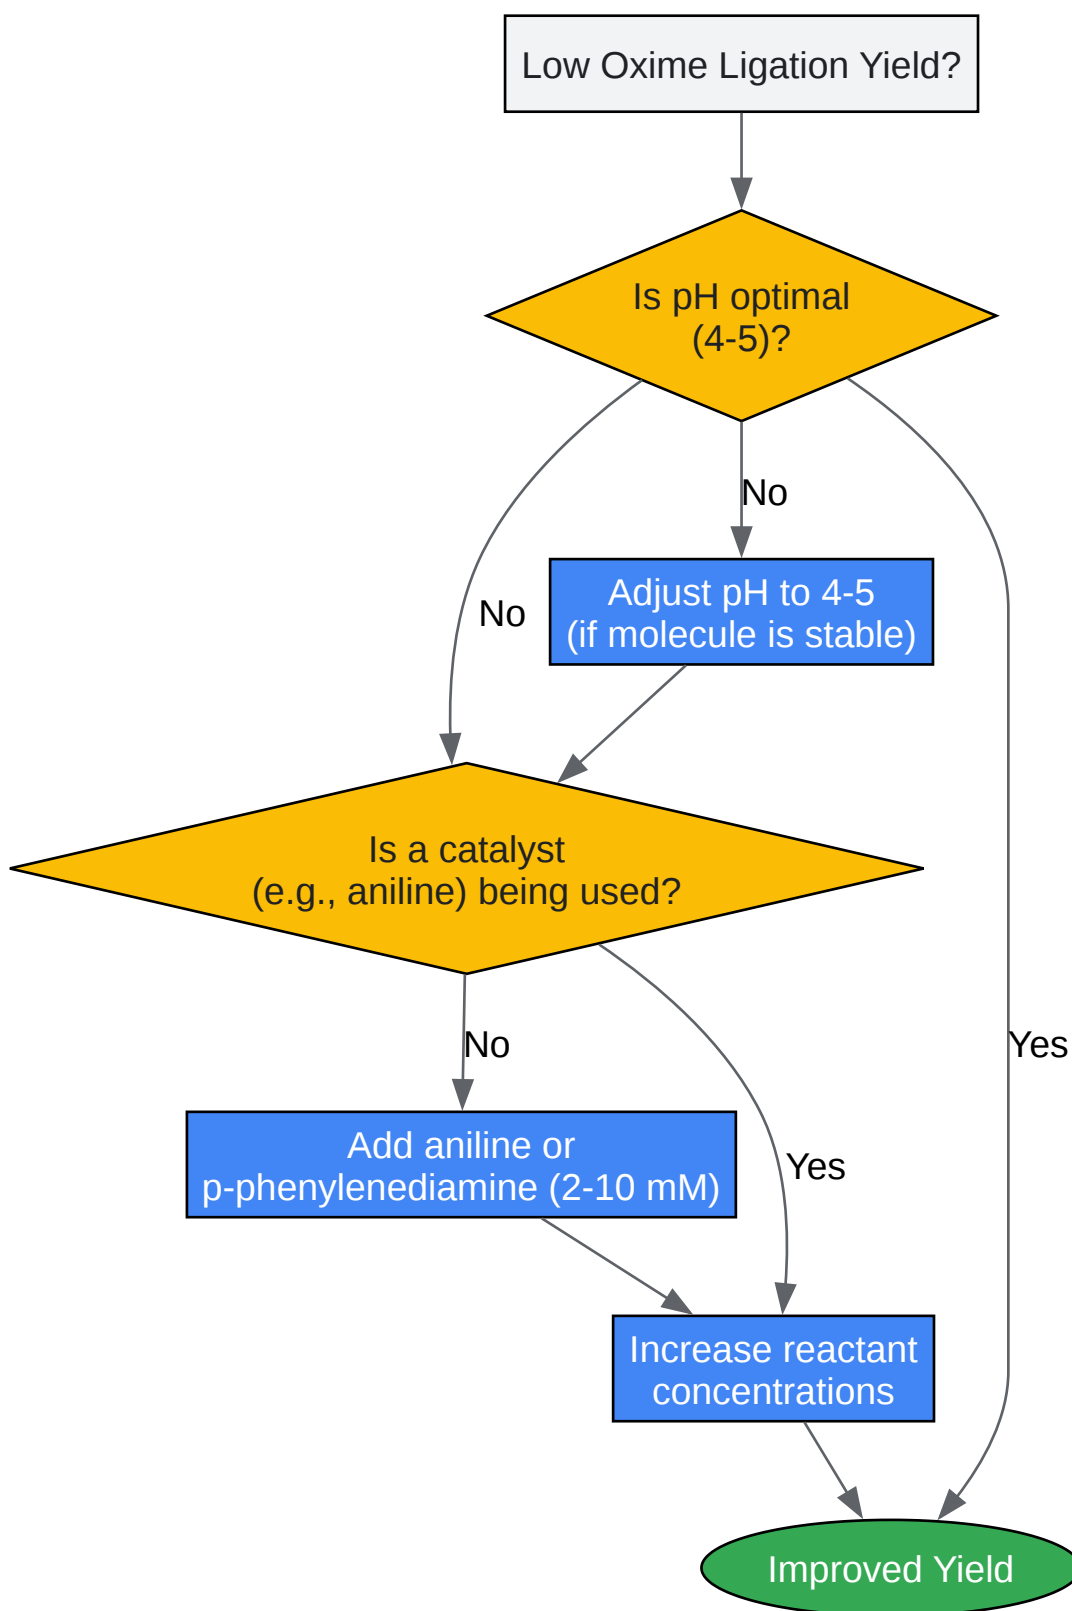 Low Oxime Ligation Yield?
Is pH optimal
(4-5)?
No
Adjust pH to 4-5
(if molecule is stable)
No
Is a catalyst
(e.g., aniline) being used?
No
Yes
Add aniline or
p-phenylenediamine (2-10 mM)
Yes
Increase reactant
concentrations
Improved Yield